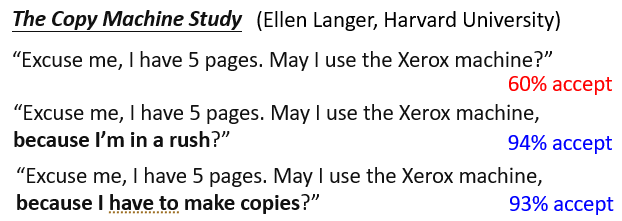 The Copy Machine Study (Ellen Langer, Harvard University)
“Excuse me, I have 5 pages. May I use the Xerox machine?”
60% accept
“Excuse me, I have 5 pages. May I use the Xerox machine,
because I’m in a rush?” 94% accept
“Excuse me, I have 5 pages. May I use the Xerox machine,
because I have to make copies?” 93% accept